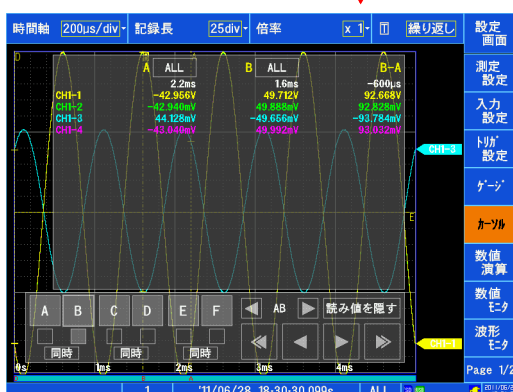 時間軸 200μs/div 記録長 25div 倍率 x 1 繰り返し 設定画面
D
A ALL B ALL B-A
2.2ms 1.6ms -600μs
CH1-1 -42.956V 49.712V 92.668V
CH1-2 -42.940mV 49.888mV 92.828mV
CH1-3 44.128mV -49.656mV -93.784mV
CH1-4 -43.040mV 49.992mV 93.032mV
CH1-3
E
CH1-1
A B C D E F AB 読み値を隠す
同時 同時 同時
0s 1ms 2ms 3ms 4ms
B A
1 '11/06/28 18:30:30.099s ALL
測定設定
入力設定
トリガ設定
ゲージ
カーソル
数値演算
数値モニタ
波形モニタ
Page 1/2